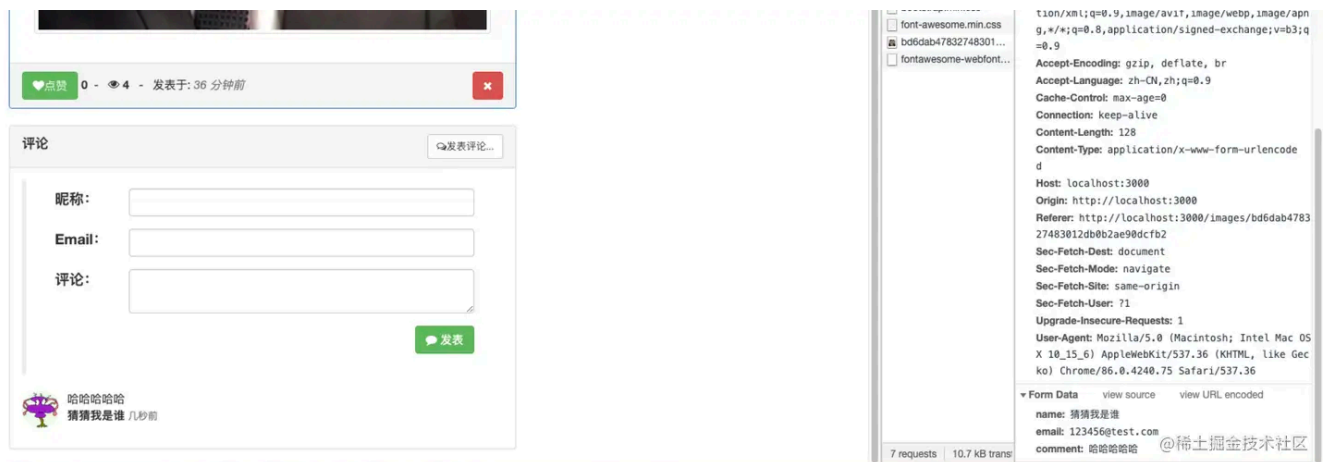 点赞 0 - 4 - 发表于: 36 分钟前
评论
发表评论...
昵称：
Email：
评论：
发表
哈哈哈哈哈
猜猜我是谁 几秒前
font-awesome.min.css
bd6dab47832748301...
fontawesome-webfont...
7 requests 10.7 kB trans
tion/xml;q=0.9,image/avif,image/webp,image/apn
g,*/*;q=0.8,application/signed-exchange;v=b3;q
=0.9
Accept-Encoding: gzip, deflate, br
Accept-Language: zh-CN,zh;q=0.9
Cache-Control: max-age=0
Connection: keep-alive
Content-Length: 128
Content-Type: application/x-www-form-urlencode
d
Host: localhost:3000
Origin: http://localhost:3000
Referer: http://localhost:3000/images/bd6dab4783
27483012db0b2ae90dcfb2
Sec-Fetch-Dest: document
Sec-Fetch-Mode: navigate
Sec-Fetch-Site: same-origin
Sec-Fetch-User: ?1
Upgrade-Insecure-Requests: 1
User-Agent: Mozilla/5.0 (Macintosh; Intel Mac OS
X 10_15_6) AppleWebKit/537.36 (KHTML, like Gec
ko) Chrome/86.0.4240.75 Safari/537.36
Form Data view source view URL encoded
name: 猜猜我是谁
email: 123456@test.com
comment: 哈哈哈哈哈
@稀土掘金技术社区